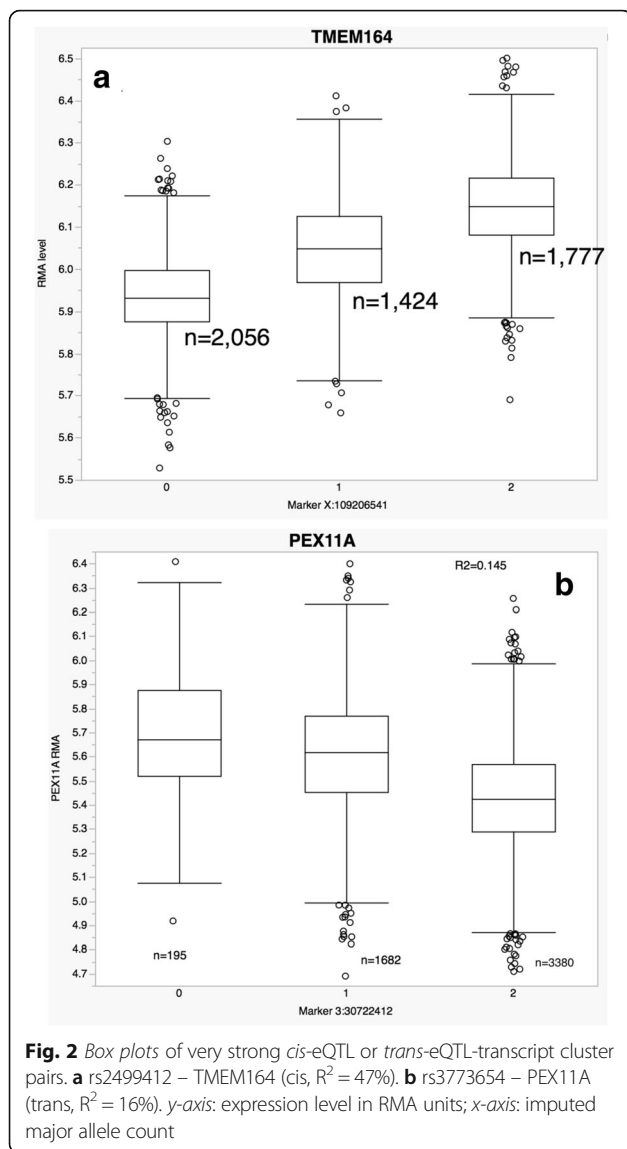 TMEM164
a
6.5
6.4
6.3
6.2
6.1
6.0
5.9
5.8
5.7
5.6
5.5
RMA level
n=2,056
n=1,424
n=1,777
0 1 2
Marker X:109206541
PEX11A
R2=0.145
b
6.4
6.3
6.2
6.1
6.0
5.9
5.8
5.7
5.6
5.5
5.4
5.3
5.2
5.1
5.0
4.9
4.8
4.7
PEX11A RMA
n=195
n=1682
n=3380
0 1 2
Marker 3:30722412
Fig. 2 Box plots of very strong cis-eQTL or trans-eQTL-transcript cluster
pairs. a rs2499412 – TMEM164 (cis, R² = 47%). b rs3773654 – PEX11A
(trans, R² = 16%). y-axis: expression level in RMA units; x-axis: imputed
major allele count